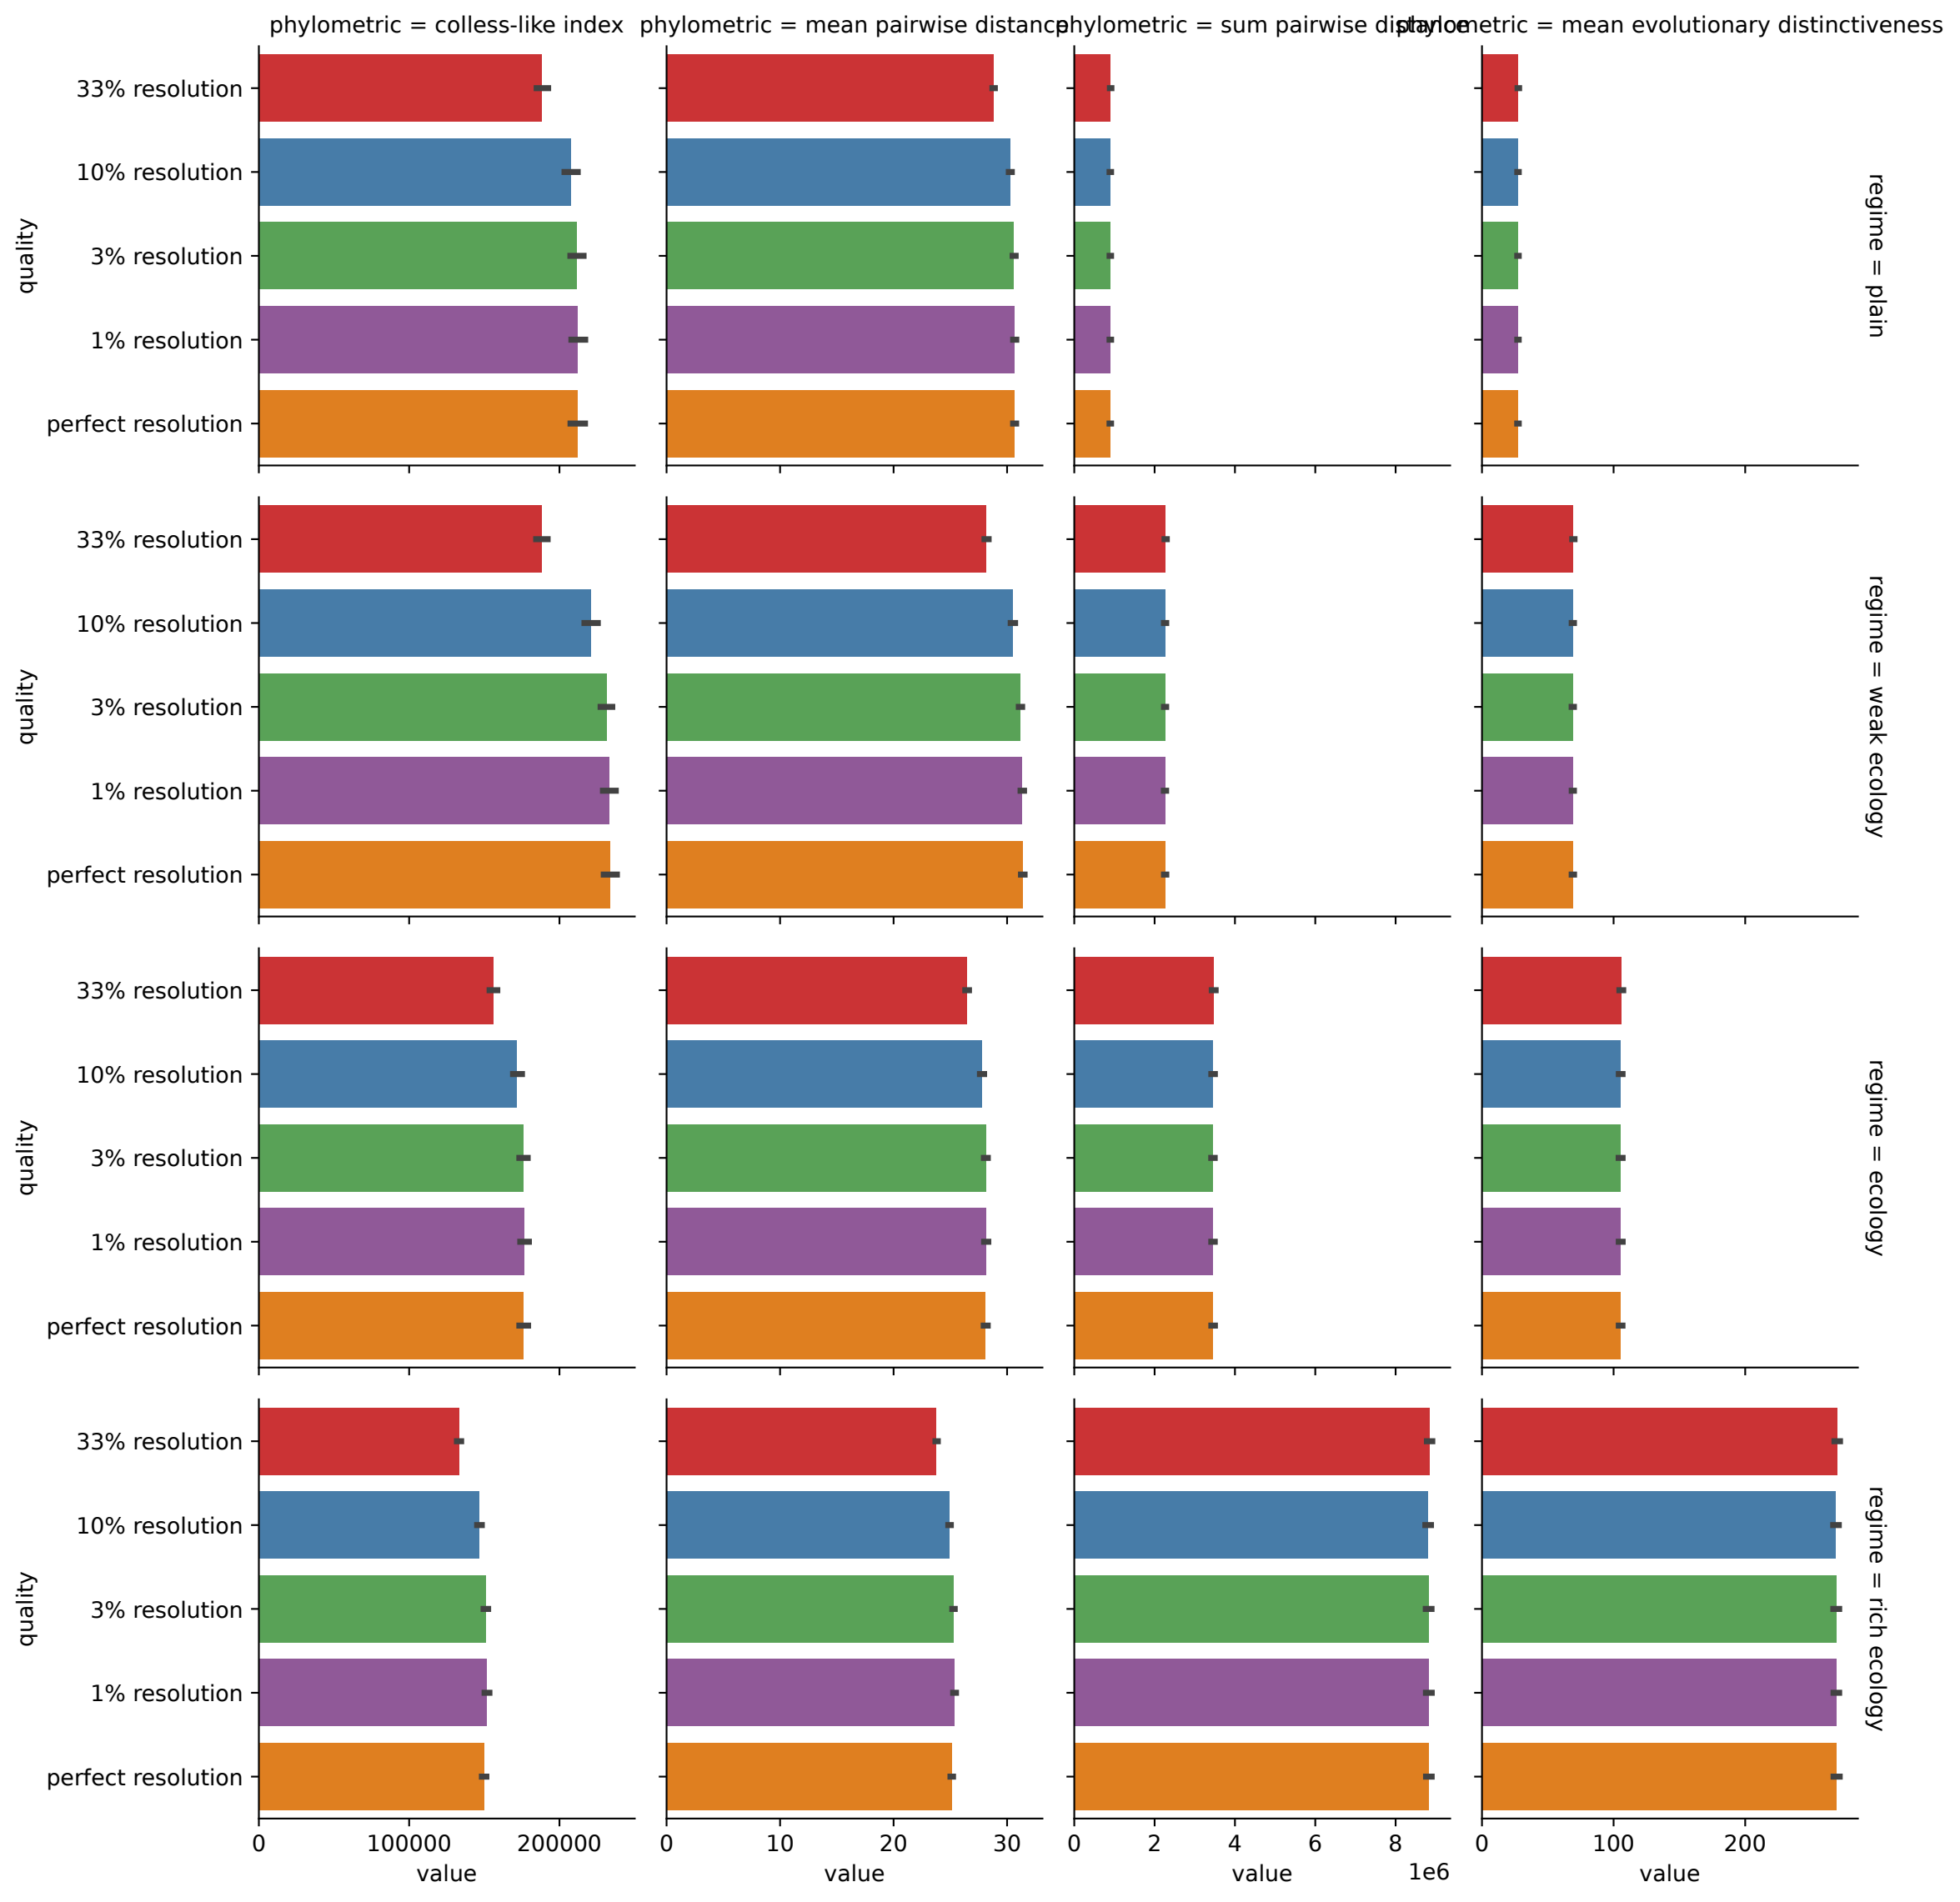 phylometric = colless-like index
phylometric = mean pairwise distance
phylometric = sum pairwise distance
phylometric = mean evolutionary distinctiveness
quality
33% resolution
10% resolution
3% resolution
1% resolution
perfect resolution
regime = plain
quality
33% resolution
10% resolution
3% resolution
1% resolution
perfect resolution
regime = weak ecology
quality
33% resolution
10% resolution
3% resolution
1% resolution
perfect resolution
regime = ecology
quality
33% resolution
10% resolution
3% resolution
1% resolution
perfect resolution
regime = rich ecology
0 100000 200000
value
0 10 20 30
value
0 2 4 6 8
1e6
value
0 100 200
value